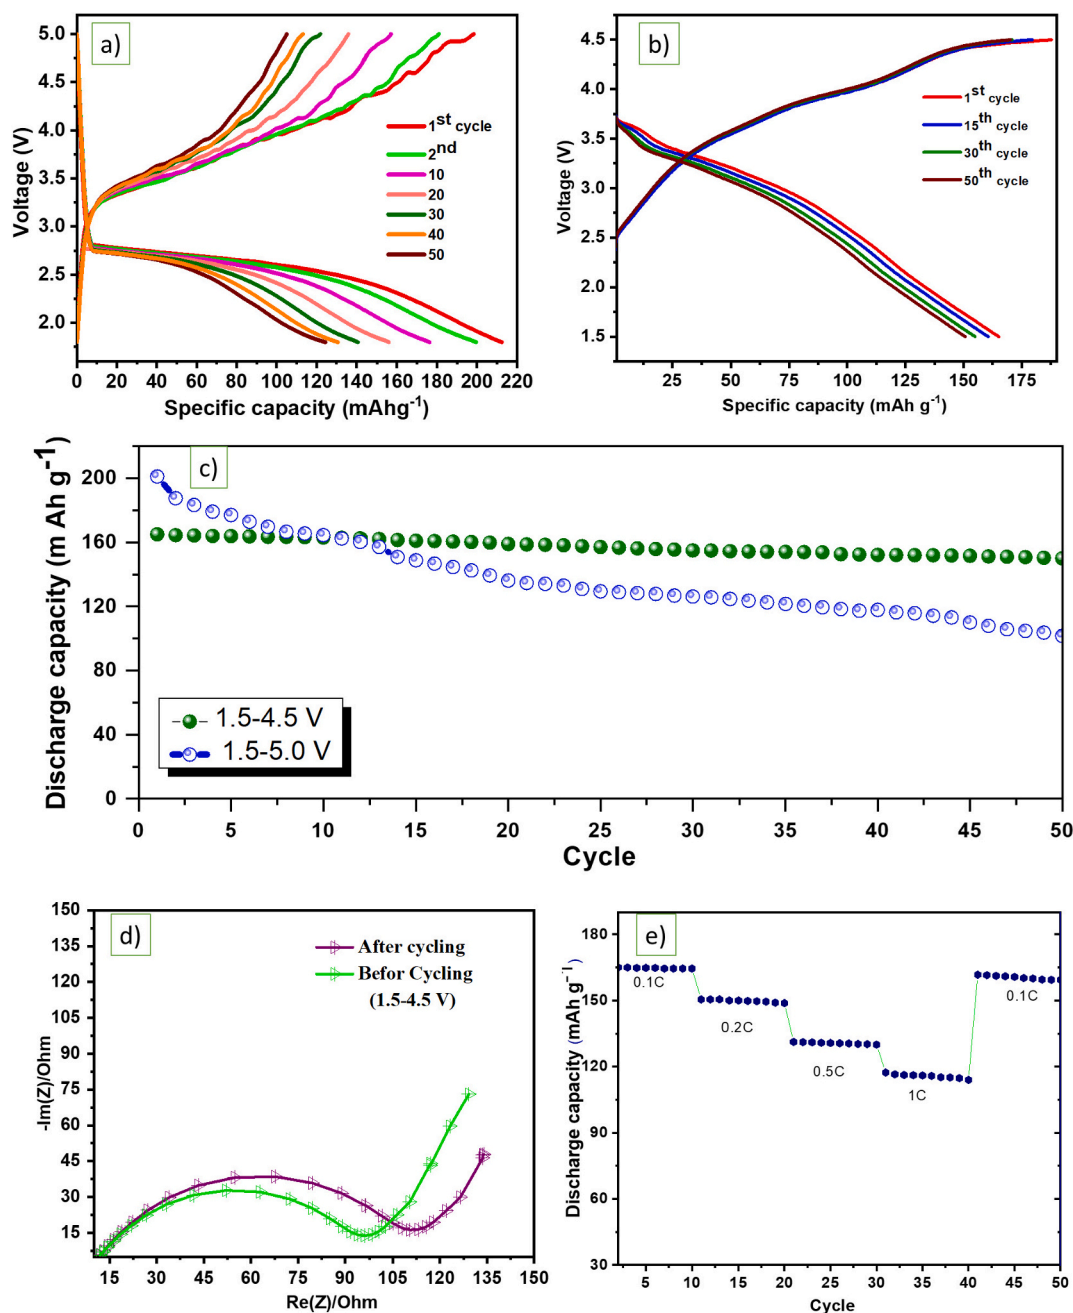 a)
5.0
4.5
4.0
3.5
3.0
2.5
2.0
Voltage (V)
1st cycle
2nd
10
20
30
40
50
0 20 40 60 80 100 120 140 160 180 200 220
Specific capacity (mAhg-1)
b)
4.5
4.0
3.5
3.0
2.5
2.0
1.5
Voltage (V)
1st cycle
15th cycle
30th cycle
50th cycle
25 50 75 100 125 150 175
Specific capacity (mAh g-1)
c)
200
160
120
80
40
0
Discharge capacity (m Ah g-1)
1.5-4.5 V
1.5-5.0 V
0 5 10 15 20 25 30 35 40 45 50
Cycle
d)
150
135
120
105
90
75
60
45
30
15
-Im(Z)/Ohm
After cycling
Befor Cycling
(1.5-4.5 V)
15 30 45 60 75 90 105 120 135 150
Re(Z)/Ohm
e)
180
150
120
90
60
30
Discharge capacity (mAh g-1)
0.1C
0.2C
0.5C
1C
0.1C
5 10 15 20 25 30 35 40 45 50
Cycle